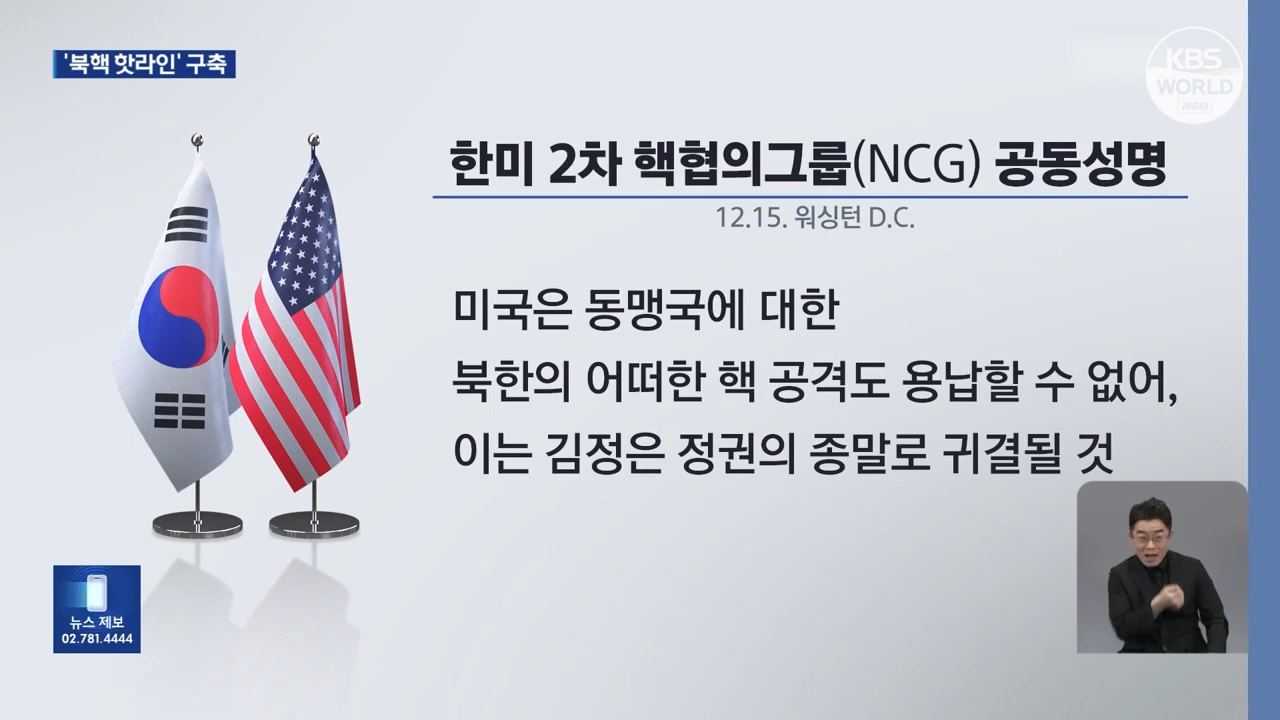 '북핵 핫라인' 구축
KBS
WORLD
RADIO
한미 2차 핵협의그룹(NCG) 공동성명
12.15. 워싱턴 D.C.
미국은 동맹국에 대한
북한의 어떠한 핵 공격도 용납할 수 없어,
이는 김정은 정권의 종말로 귀결될 것
뉴스 제보
02.781.4444